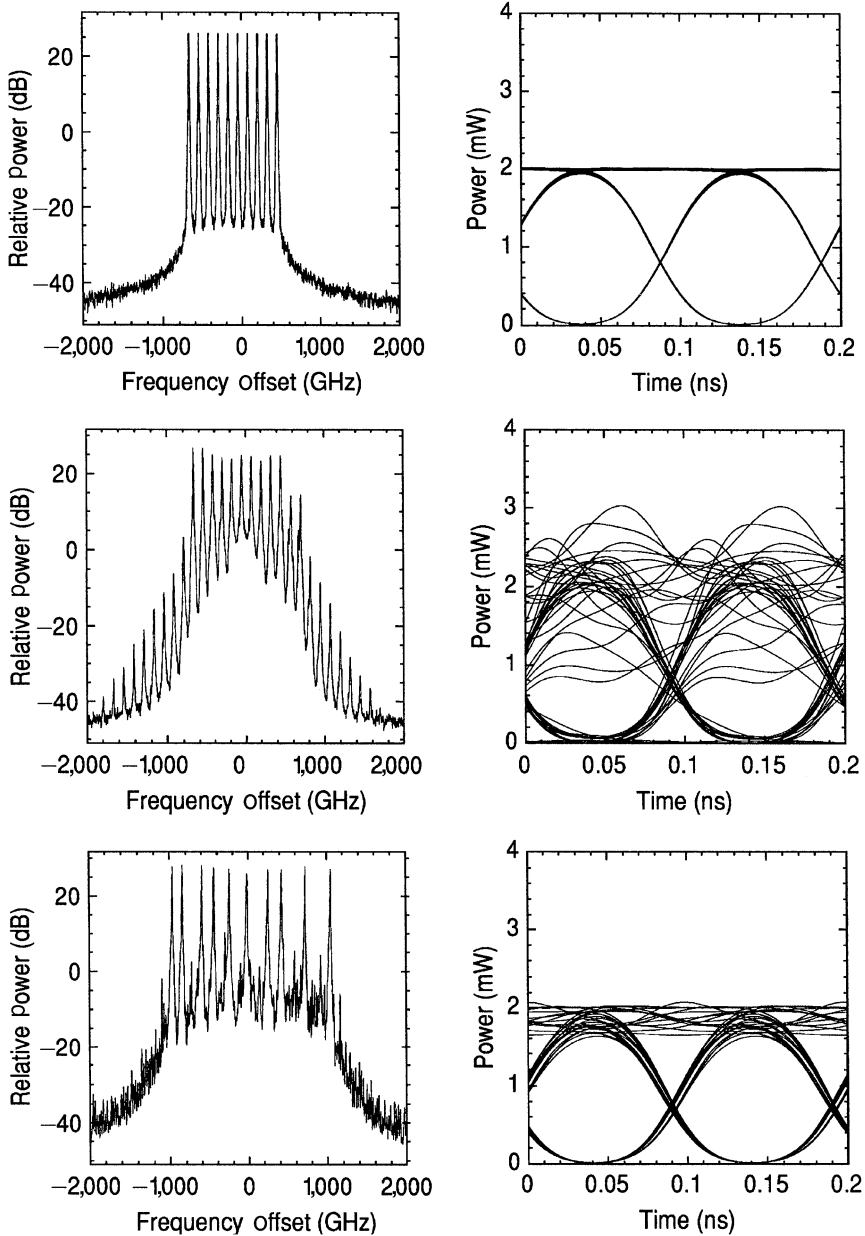 Relative Power (dB)
20
0
−20
−40
−2,000 −1,000 0 1,000 2,000
Frequency Offset (GHz)
Power (mW)
4
3
2
1
0
0 0.05 0.1 0.15 0.2
Time (ns)
Relative Power (dB)
20
0
−20
−40
−2,000 −1,000 0 1,000 2,000
Frequency Offset (GHz)
Power (mW)
4
3
2
1
0
0 0.05 0.1 0.15 0.2
Time (ns)
Relative Power (dB)
20
0
−20
−40
−2,000 −1,000 0 1,000 2,000
Frequency Offset (GHz)
Power (mW)
4
3
2
1
0
0 0.05 0.1 0.15 0.2
Time (ns)